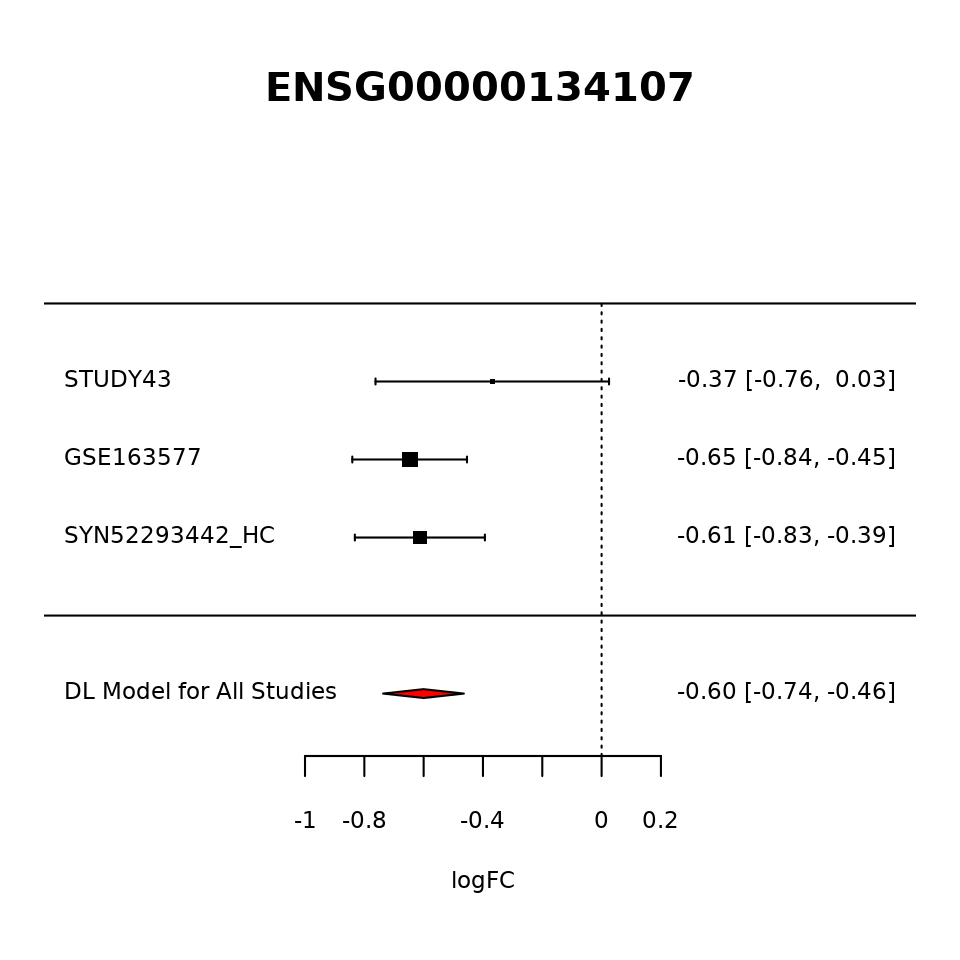 ENSG00000134107
STUDY43 -0.37 [-0.76, 0.03]
GSE163577 -0.65 [-0.84, -0.45]
SYN52293442_HC -0.61 [-0.83, -0.39]
DL Model for All Studies -0.60 [-0.74, -0.46]
-1 -0.8 -0.4 0 0.2
logFC